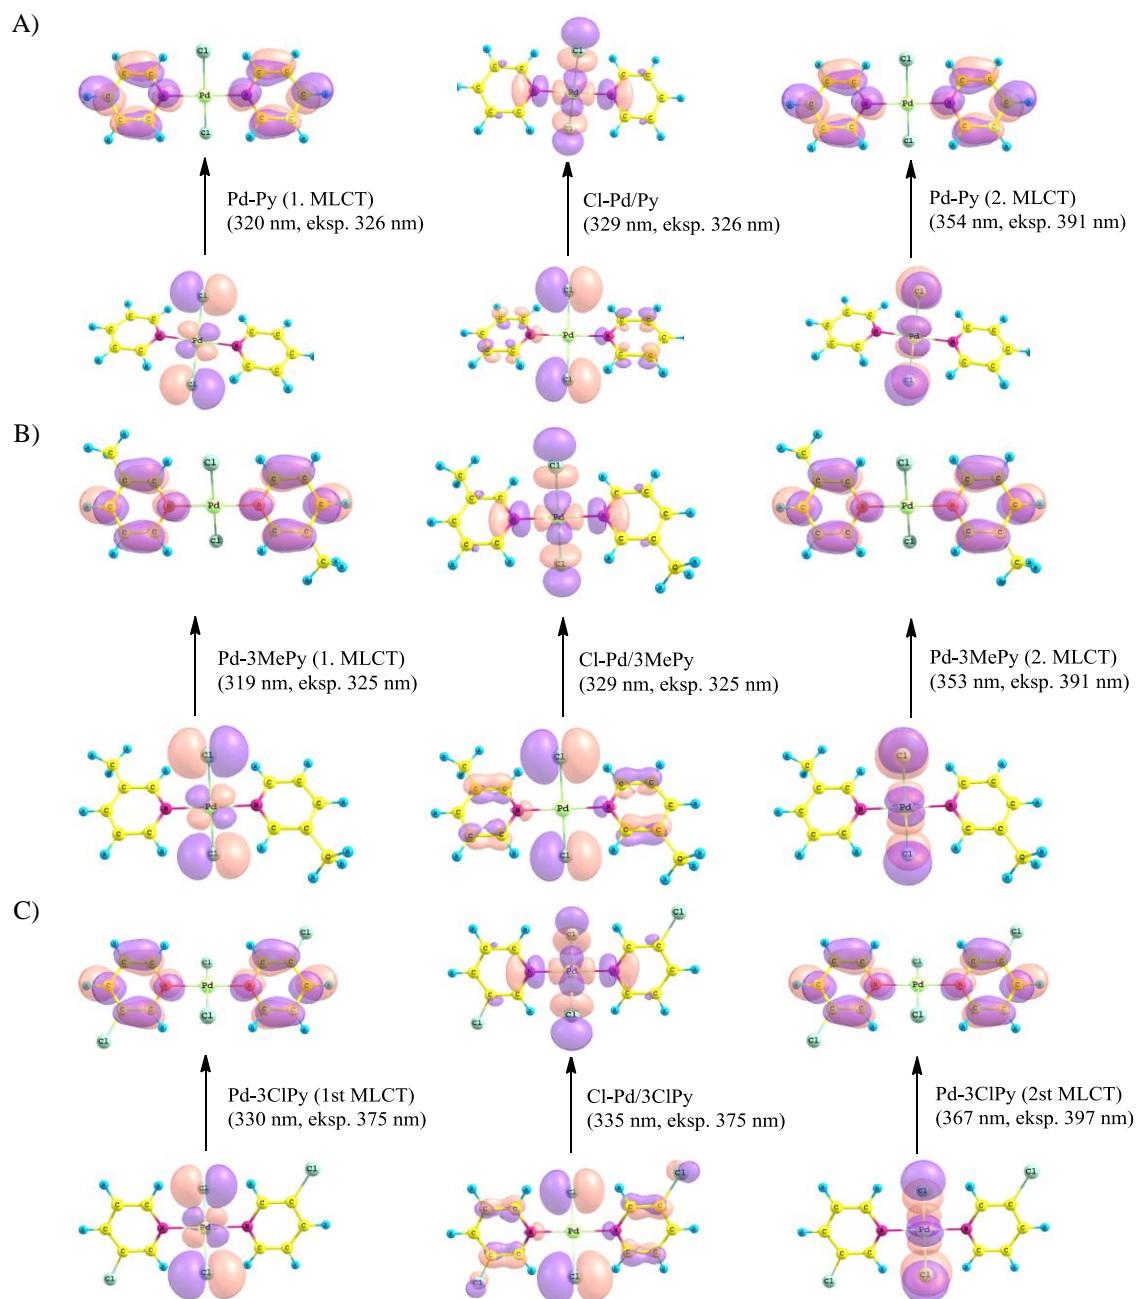 A)
Pd-Py (1. MLCT)
(320 nm, eksp. 326 nm)
Cl-Pd/Py
(329 nm, eksp. 326 nm)
Pd-Py (2. MLCT)
(354 nm, eksp. 391 nm)
B)
Pd-3MePy (1. MLCT)
(319 nm, eksp. 325 nm)
Cl-Pd/3MePy
(329 nm, eksp. 325 nm)
Pd-3MePy (2. MLCT)
(353 nm, eksp. 391 nm)
C)
Pd-3ClPy (1st MLCT)
(330 nm, eksp. 375 nm)
Cl-Pd/3ClPy
(335 nm, eksp. 375 nm)
Pd-3ClPy (2st MLCT)
(367 nm, eksp. 397 nm)